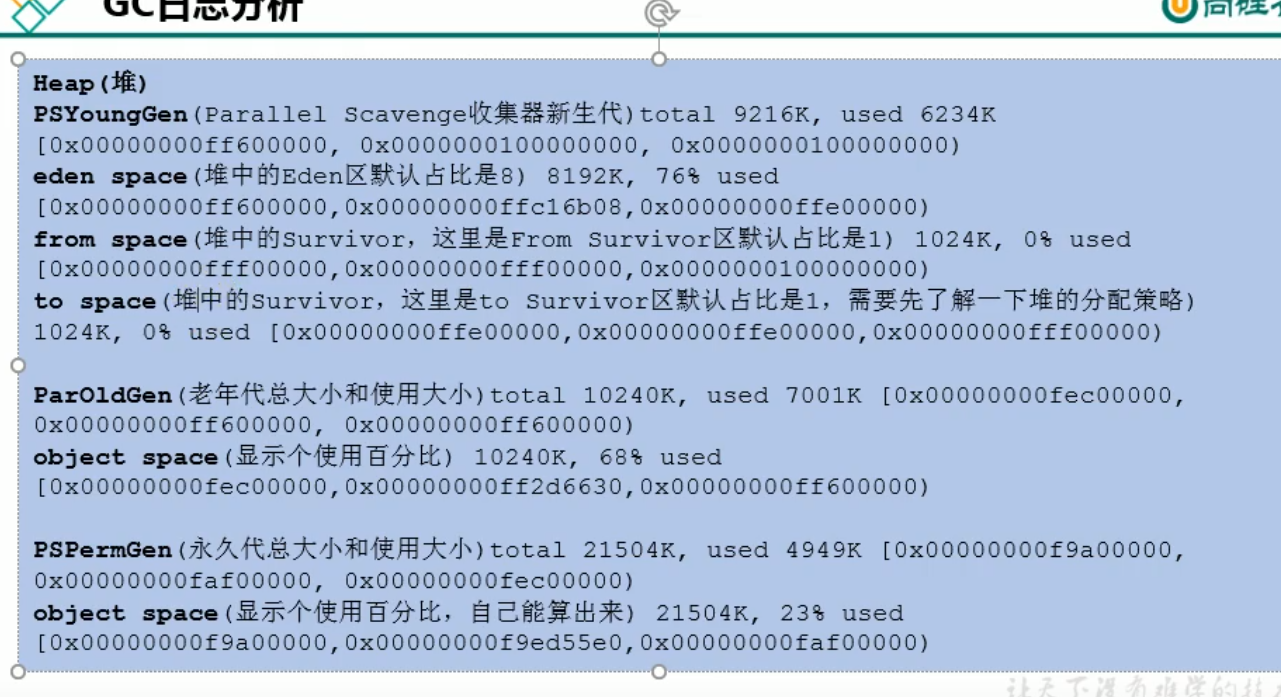 GC日志分析
尚硅谷
Heap(堆)
PSYoungGen(Parallel Scavenge收集器新生代)total 9216K, used 6234K
[0x00000000ff600000, 0x0000000100000000, 0x0000000100000000)
eden space(堆中的Eden区默认占比是8) 8192K, 76% used
[0x00000000ff600000,0x00000000ffc16b08,0x00000000ffe00000)
from space(堆中的Survivor, 这里是From Survivor区默认占比是1) 1024K, 0% used
[0x00000000fff00000,0x00000000fff00000,0x0000000100000000)
to space(堆中的Survivor, 这里是to Survivor区默认占比是1, 需要先了解一下堆的分配策略)
1024K, 0% used [0x00000000ffe00000,0x00000000ffe00000,0x00000000fff00000)
ParOldGen(老年代总大小和使用大小)total 10240K, used 7001K [0x00000000fec00000,
0x00000000ff600000, 0x00000000ff600000)
object space(显示个使用百分比) 10240K, 68% used
[0x00000000fec00000,0x00000000ff2d6630,0x00000000ff600000)
PSPermGen(永久代总大小和使用大小)total 21504K, used 4949K [0x00000000f9a00000,
0x00000000faf00000, 0x00000000fec00000)
object space(显示个使用百分比, 自己能算出来) 21504K, 23% used
[0x00000000f9a00000,0x00000000f9ed55e0,0x00000000faf00000)
让天下没有难学的技